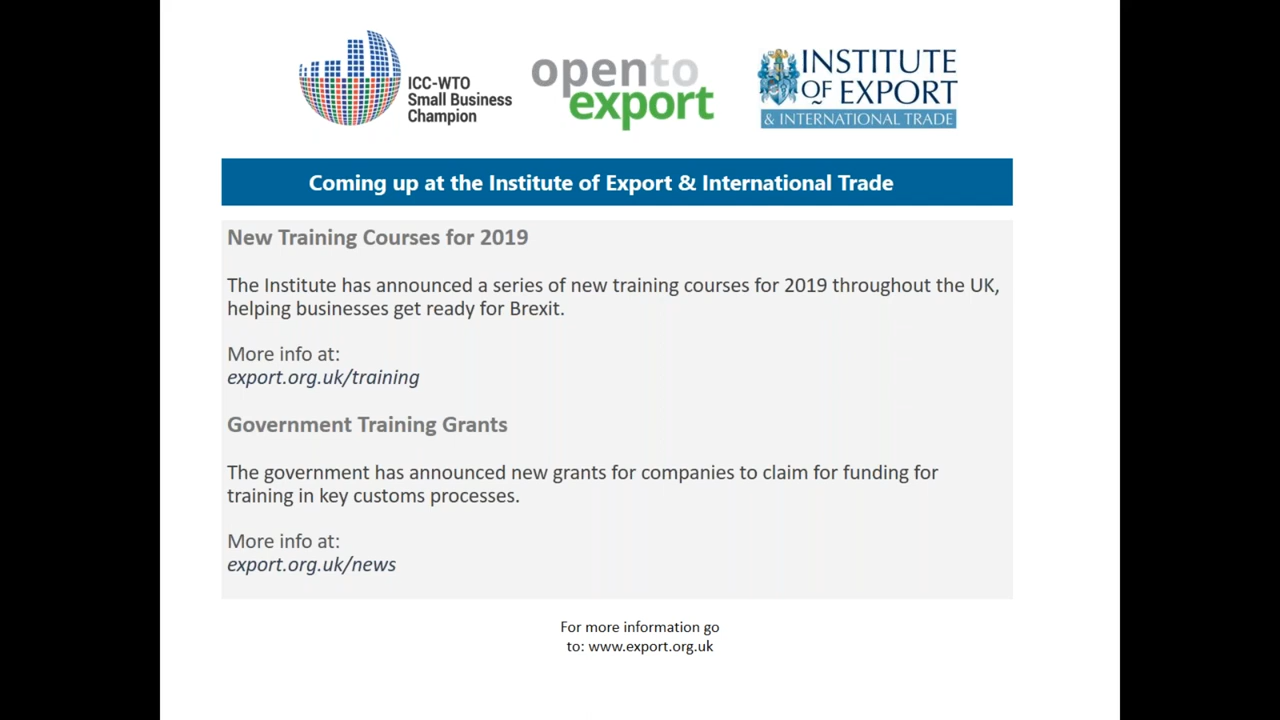 ICC-WTO
Small Business
Champion
opento
export
INSTITUTE
OF EXPORT
& INTERNATIONAL TRADE
Coming up at the Institute of Export & International Trade
New Training Courses for 2019
The Institute has announced a series of new training courses for 2019 throughout the UK,
helping businesses get ready for Brexit.
More info at:
export.org.uk/training
Government Training Grants
The government has announced new grants for companies to claim for funding for
training in key customs processes.
More info at:
export.org.uk/news
For more information go
to: www.export.org.uk